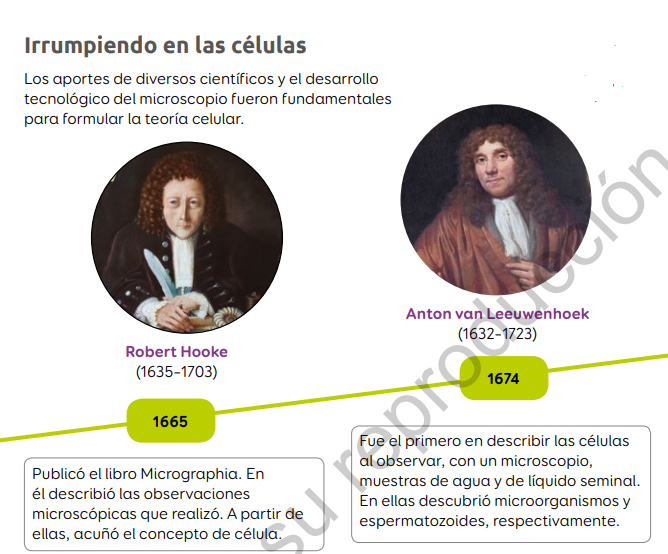 Irrumpiendo en las células
Los aportes de diversos científicos y el desarrollo
tecnológico del microscopio fueron fundamentales
para formular la teoría celular.
Robert Hooke
(1635-1703)
1665
Publicó el libro Micrographia. En
él describió las observaciones
microscópicas que realizó. A partir de
ellas, acuñó el concepto de célula.
Anton van Leeuwenhoek
(1632-1723)
1674
Fue el primero en describir las células
al observar, con un microscopio,
muestras de agua y de líquido seminal.
En ellas descubrió microorganismos y
espermatozoides, respectivamente.
su reproducción